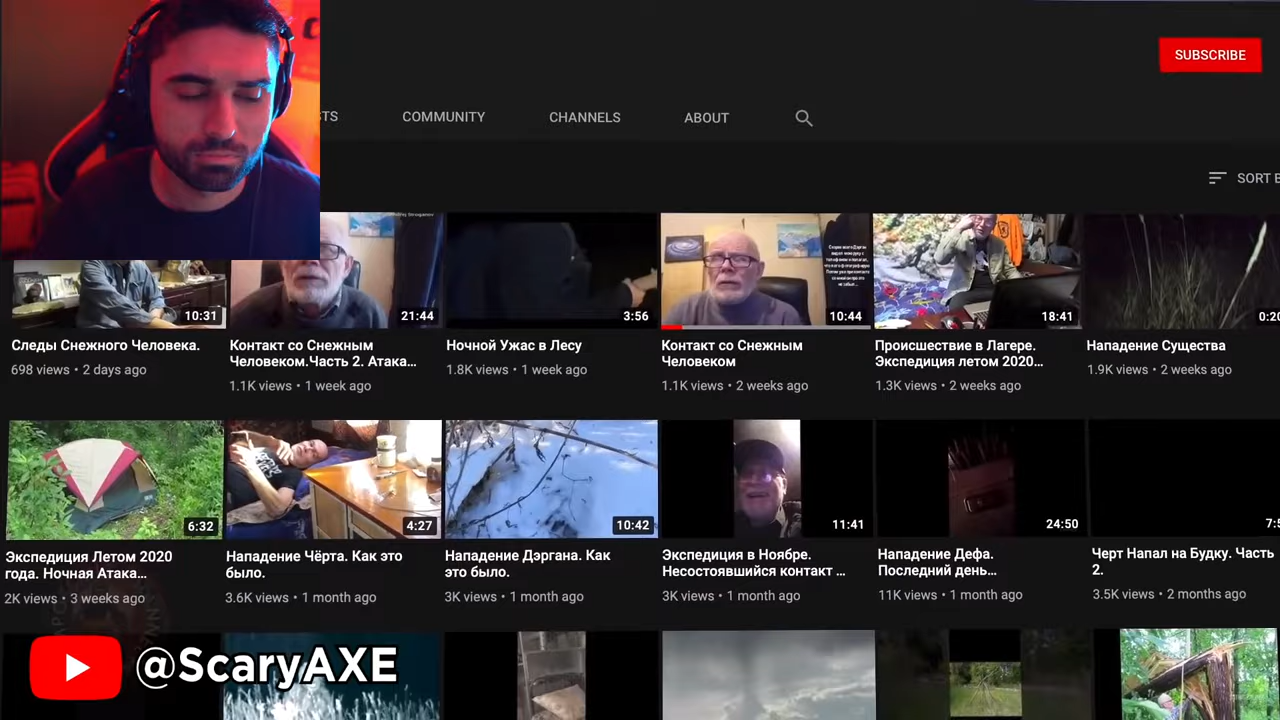 SUBSCRIBE
STS COMMUNITY CHANNELS ABOUT
SORT B
10:31
21:44
3:56
10:44
18:41
0:20
Следы Снежного Человека.
698 views • 2 days ago
Контакт со Снежным
Человеком.Часть 2. Атака...
1.1K views • 1 week ago
Ночной Ужас в Лесу
1.8K views • 1 week ago
Контакт со Снежным
Человеком
1.1K views • 2 weeks ago
Происшествие в Лагере.
Экспедиция летом 2020...
1.3K views • 2 weeks ago
Нападение Существа
1.9K views • 2 weeks ago
6:32
4:27
10:42
11:41
24:50
7:5
Экспедиция Летом 2020
года. Ночная Атака...
2K views • 3 weeks ago
Нападение Чёрта. Как это
было.
3.6K views • 1 month ago
Нападение Дэргана. Как
это было.
3K views • 1 month ago
Экспедиция в Ноябре.
Несостоявшийся контакт ...
3K views • 1 month ago
Нападение Дефа.
Последний день...
11K views • 1 month ago
Черт Напал на Будку. Часть
2.
3.5K views • 2 months ago
@ScaryAXE